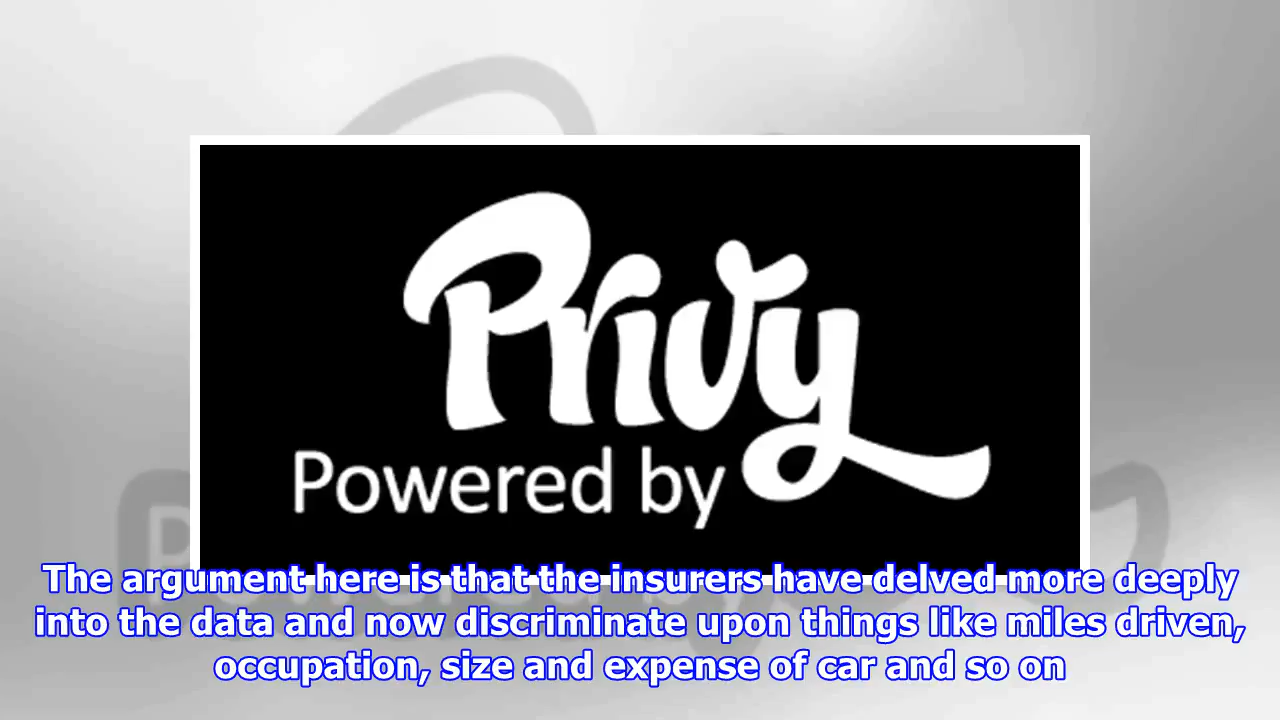 Privy
Powered by
The argument here is that the insurers have delved more deeply
into the data and now discriminate upon things like miles driven,
occupation, size and expense of car and so on